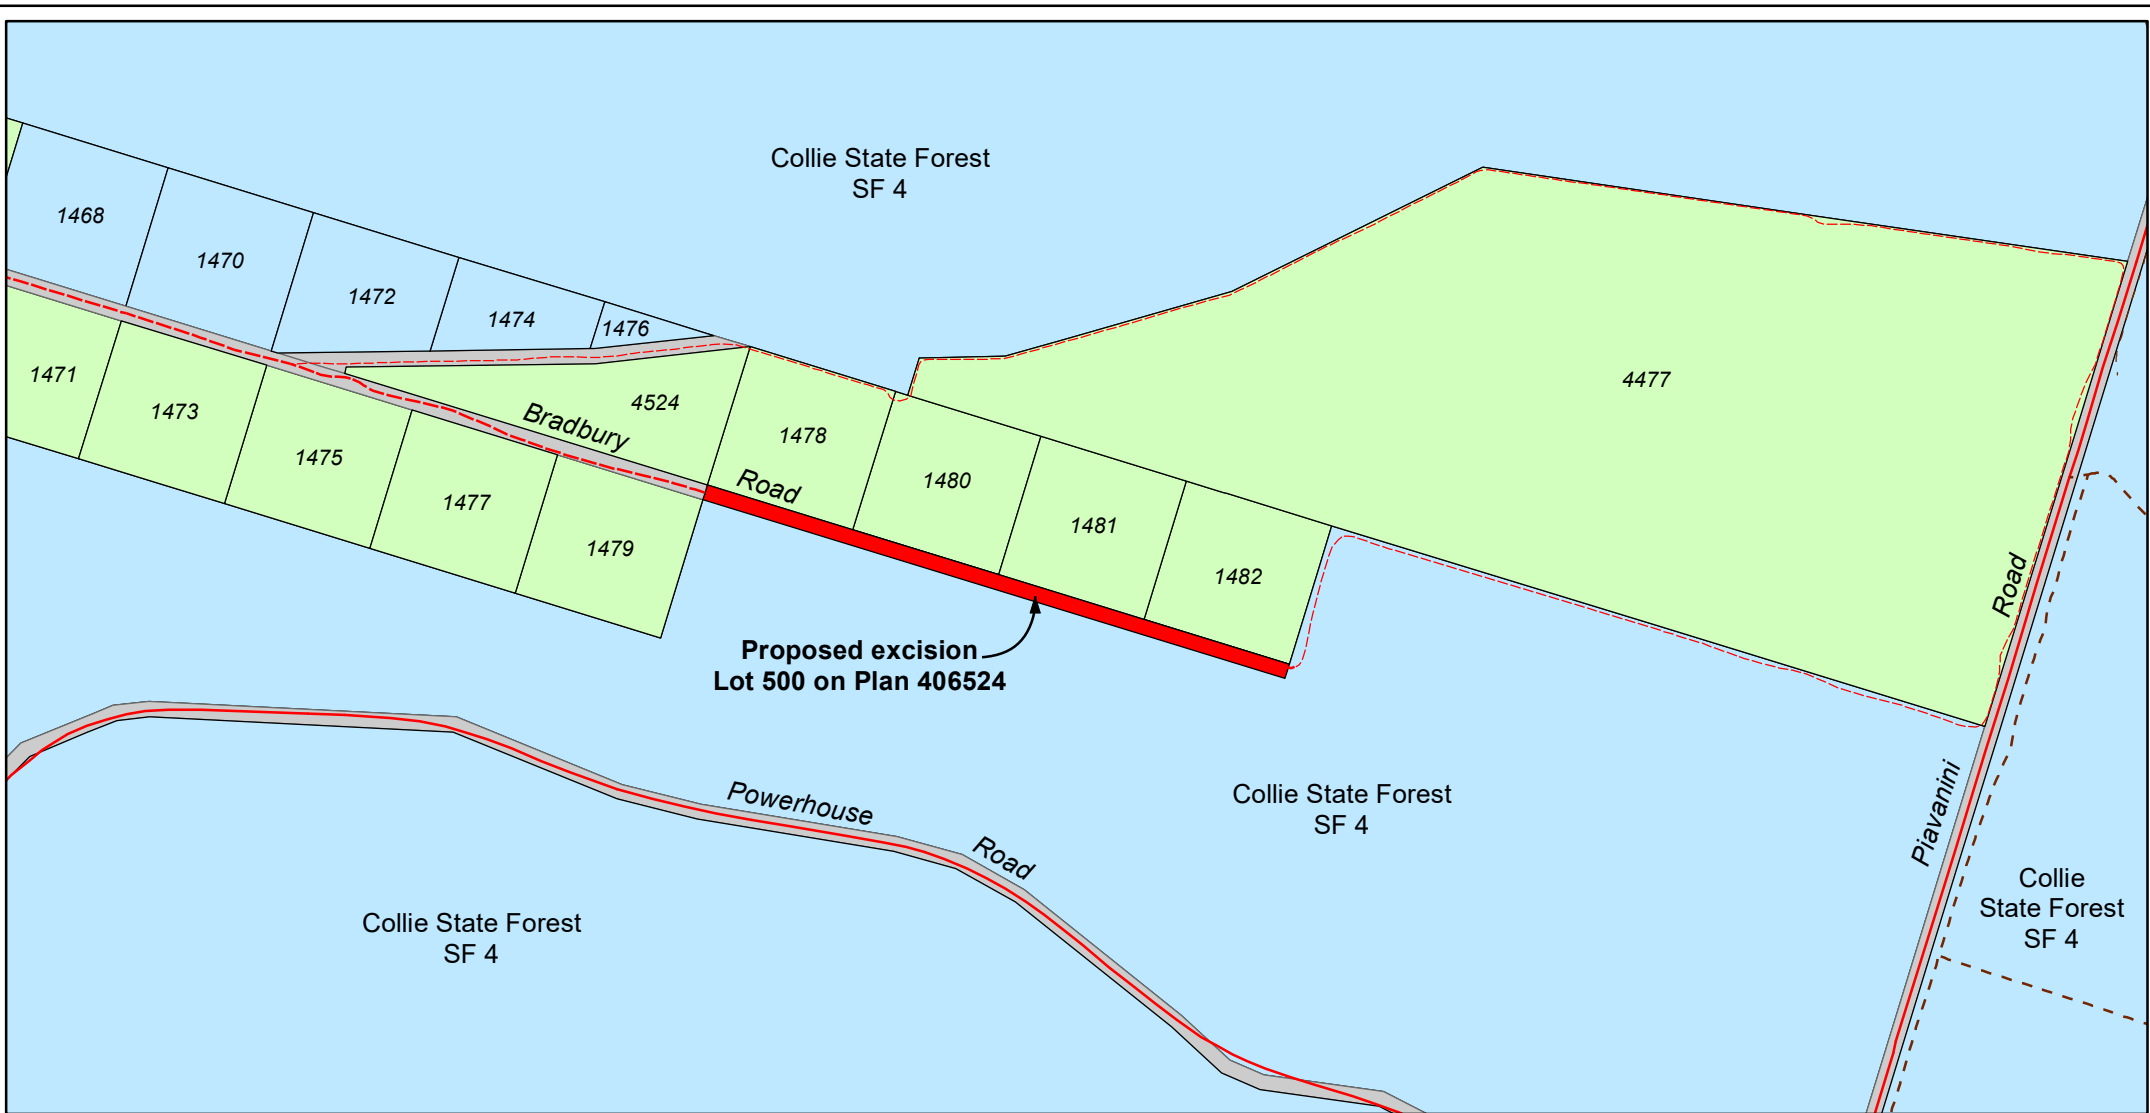 Collie State Forest
SF 4
1468
1470
1472
1474
1476
1471
1473
1475
1477
1479
4524
1478
1480
1481
1482
4477
Bradbury
Road
Proposed excision
Lot 500 on Plan 406524
Road
Piavanini
Powerhouse
Road
Collie State Forest
SF 4
Collie State Forest
SF 4
Collie
State Forest
SF 4